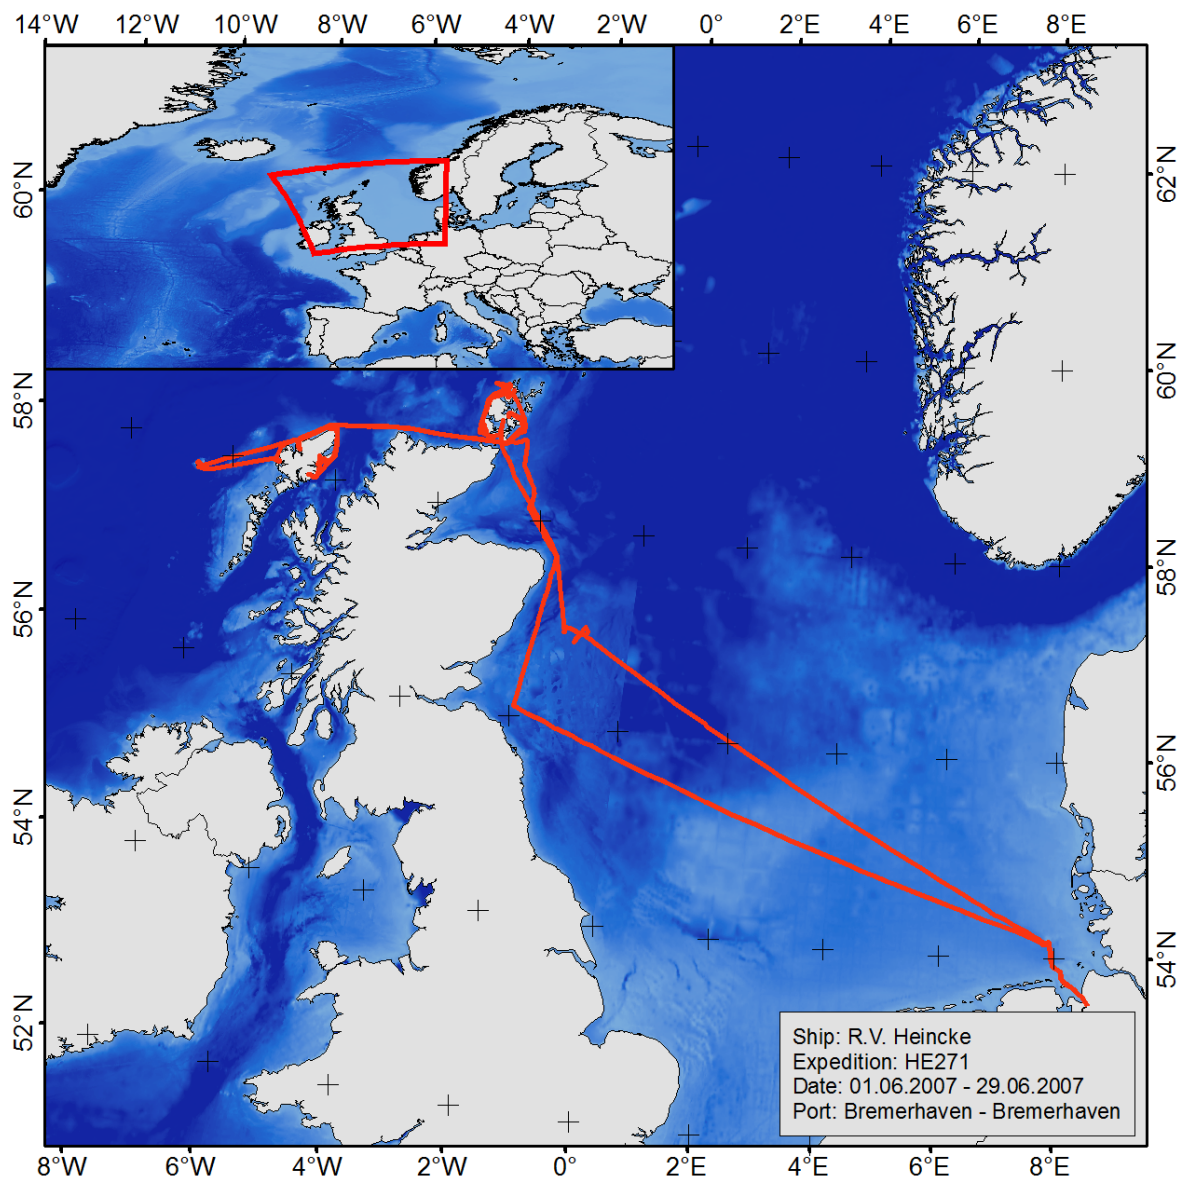 14°W 12°W 10°W 8°W 6°W 4°W 2°W 0° 2°E 4°E 6°E 8°E
60°N
58°N
56°N
54°N
52°N
62°N
60°N
58°N
56°N
54°N
Ship: R.V. Heincke
Expedition: HE271
Date: 01.06.2007 - 29.06.2007
Port: Bremerhaven - Bremerhaven
8°W 6°W 4°W 2°W 0° 2°E 4°E 6°E 8°E